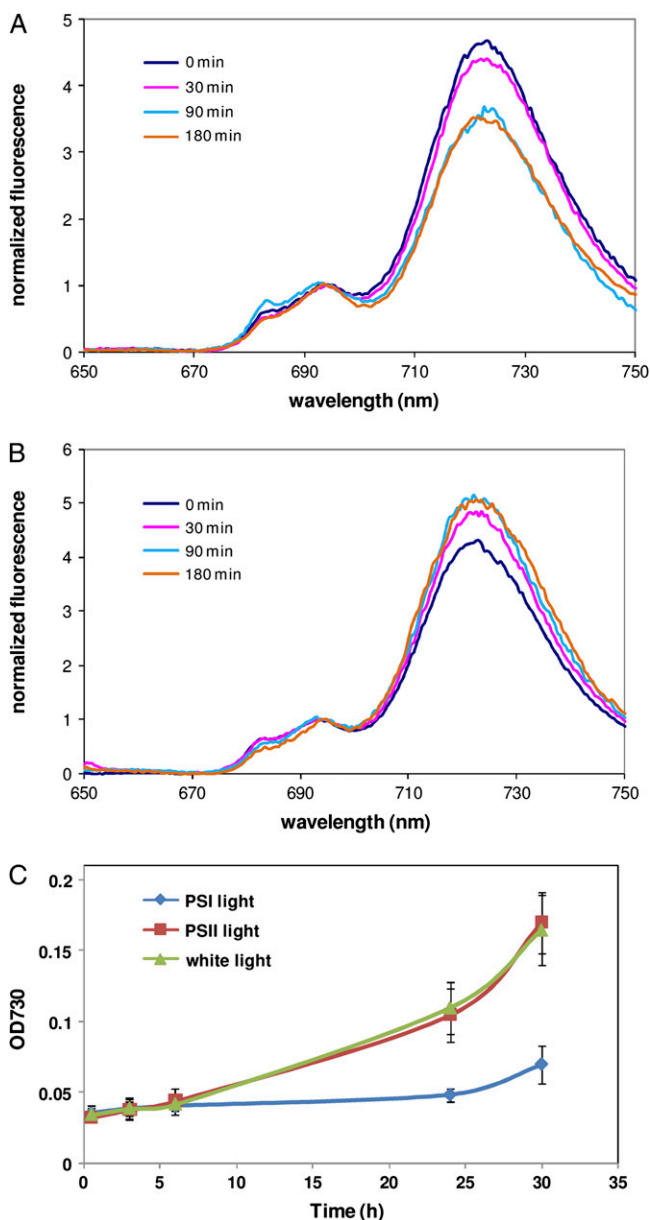 A
5
4
3
2
1
0
normalized fluorescence
0 min
30 min
90 min
180 min
650
670
690
710
730
750
wavelength (nm)
B
6
5
4
3
2
1
0
normalized fluorescence
0 min
30 min
90 min
180 min
650
670
690
710
730
750
wavelength (nm)
C
0.2
0.15
0.1
0.05
0
OD730
PSI light
PSII light
white light
0
5
10
15
20
25
30
35
Time (h)